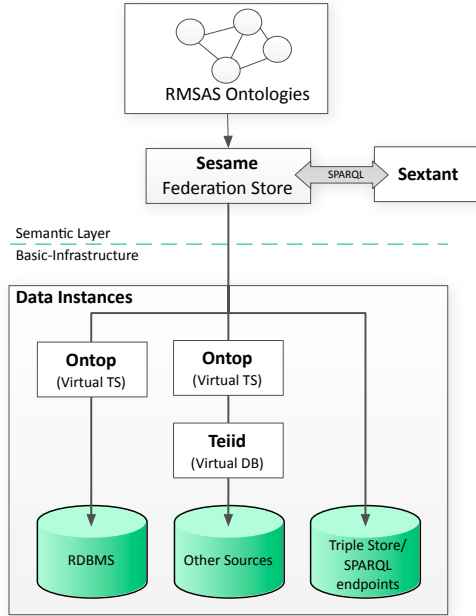 RMSAS Ontologies
Sesame
Federation Store
SPARQL
Sextant
Semantic Layer
Basic-Infrastructure
Data Instances
Ontop
(Virtual TS)
Ontop
(Virtual TS)
Teiid
(Virtual DB)
RDBMS
Other Sources
Triple Store/
SPARQL
endpoints